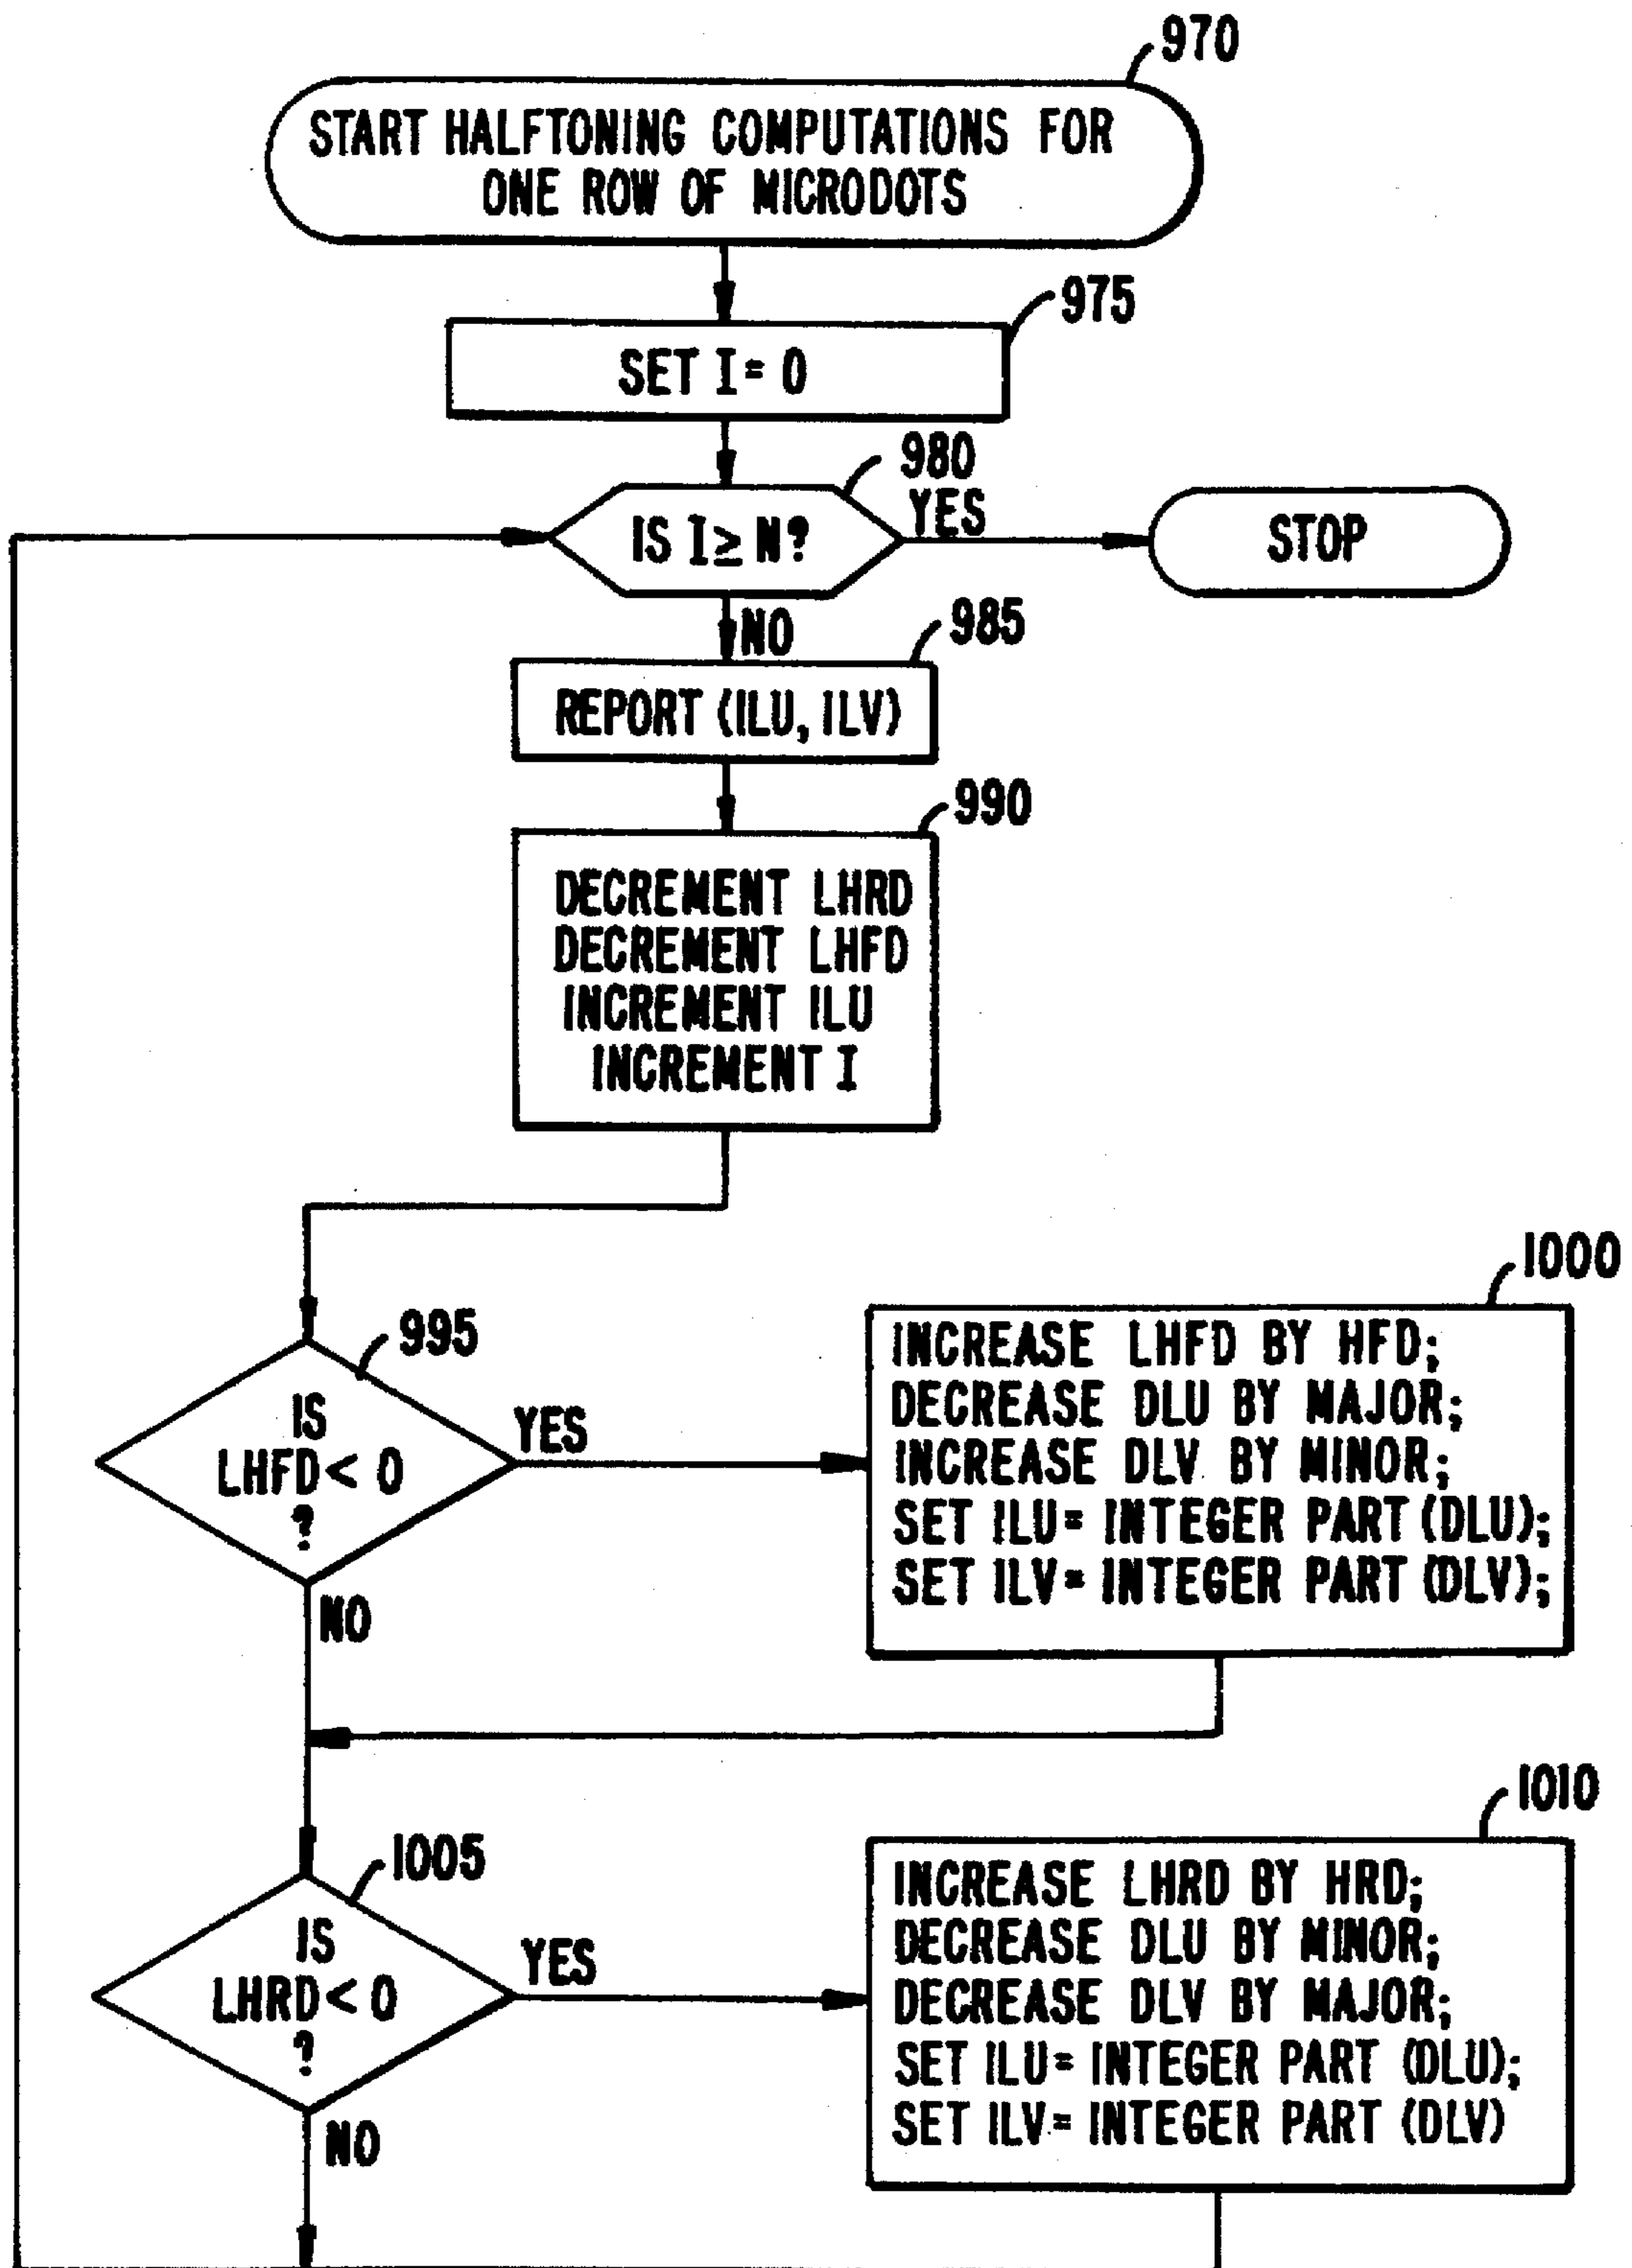 970
START HALFTONING COMPUTATIONS FOR
ONE ROW OF MICRODOTS
975
SET I = 0
980
IS I ≥ N?
YES
STOP
NO
985
REPORT (ILU, ILV)
990
DECREMENT LHRD
DECREMENT LHFD
INCREMENT ILU
INCREMENT I
995
IS
LHFD < 0
?
YES
NO
1000
INCREASE LHFD BY HFD;
DECREASE DLU BY MAJOR;
INCREASE DLV BY MINOR;
SET ILU = INTEGER PART (DLU);
SET ILV = INTEGER PART (DLV);
1005
IS
LHRD < 0
?
YES
NO
1010
INCREASE LHRD BY HRD;
DECREASE DLU BY MINOR;
DECREASE DLV BY MAJOR;
SET ILU = INTEGER PART (DLU);
SET ILV = INTEGER PART (DLV)